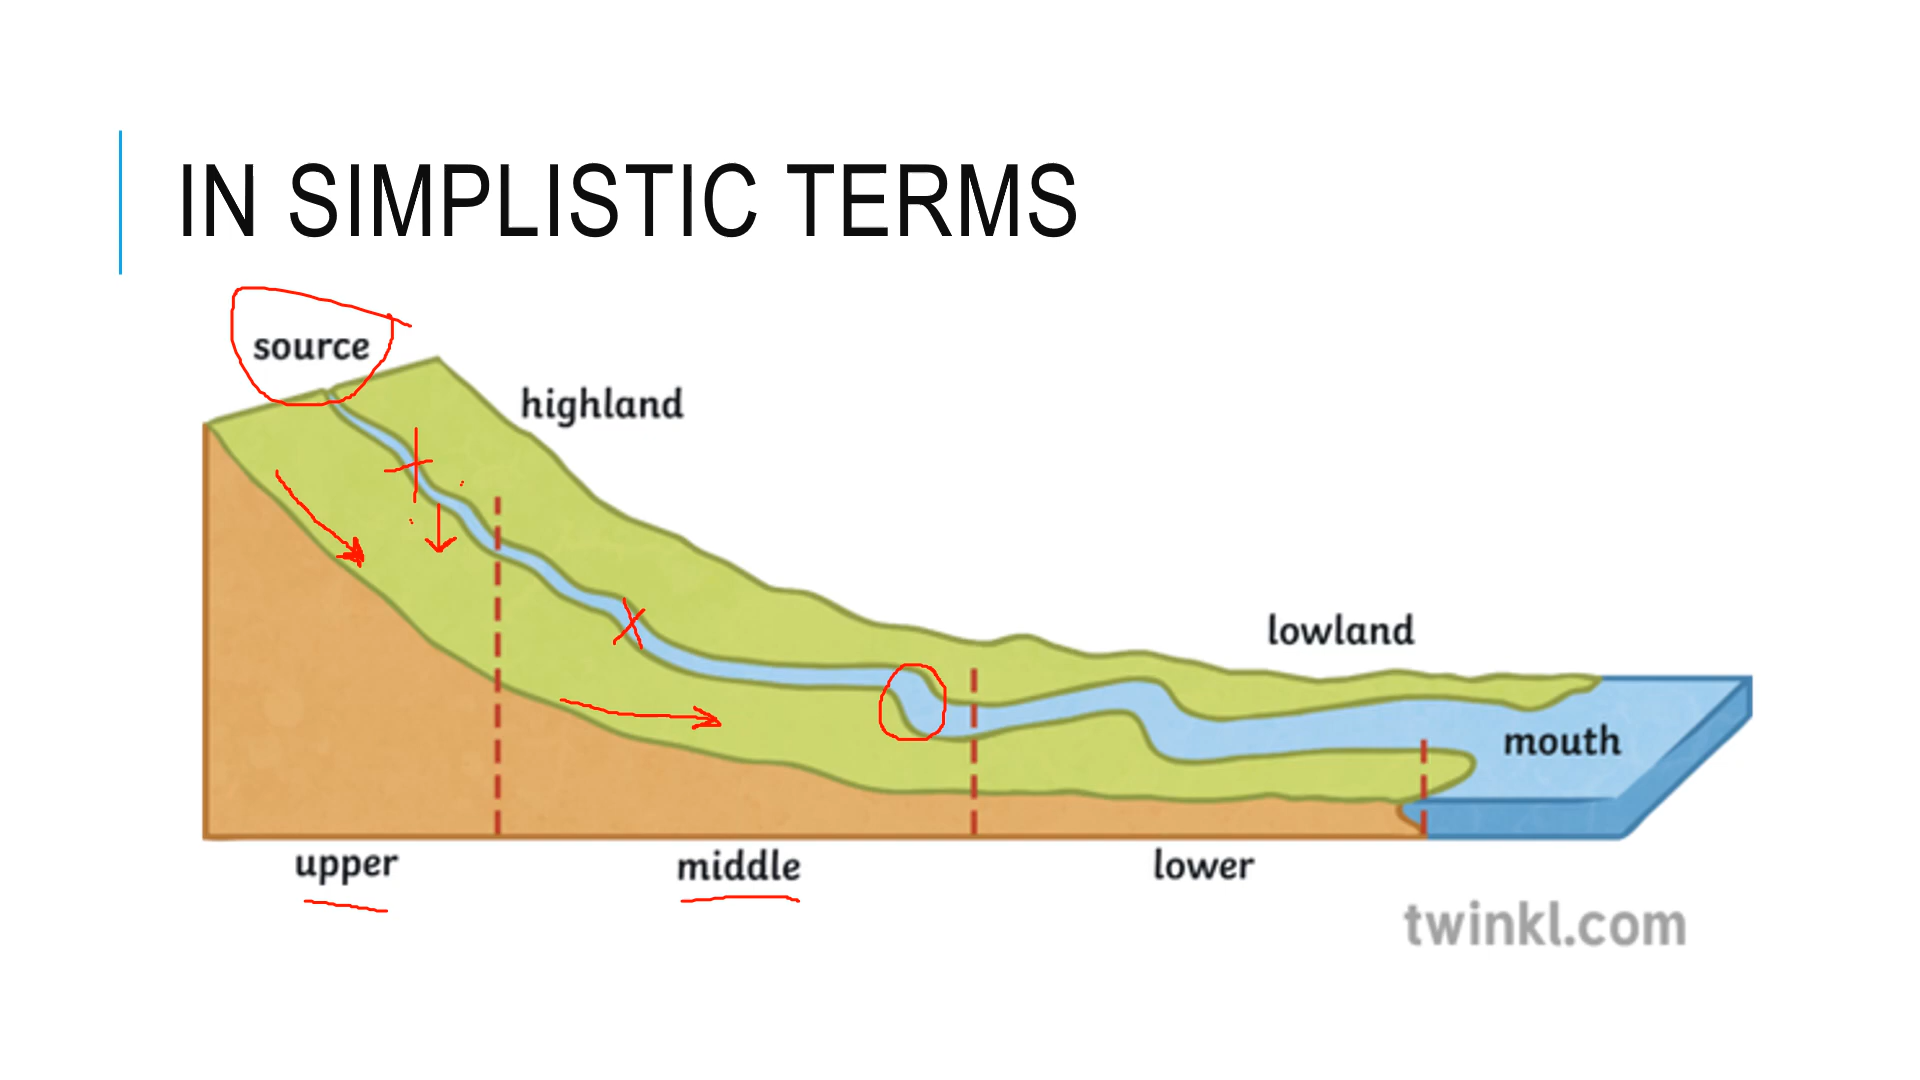 IN SIMPLISTIC TERMS
source
highland
lowland
mouth
upper
middle
lower
twinkl.com